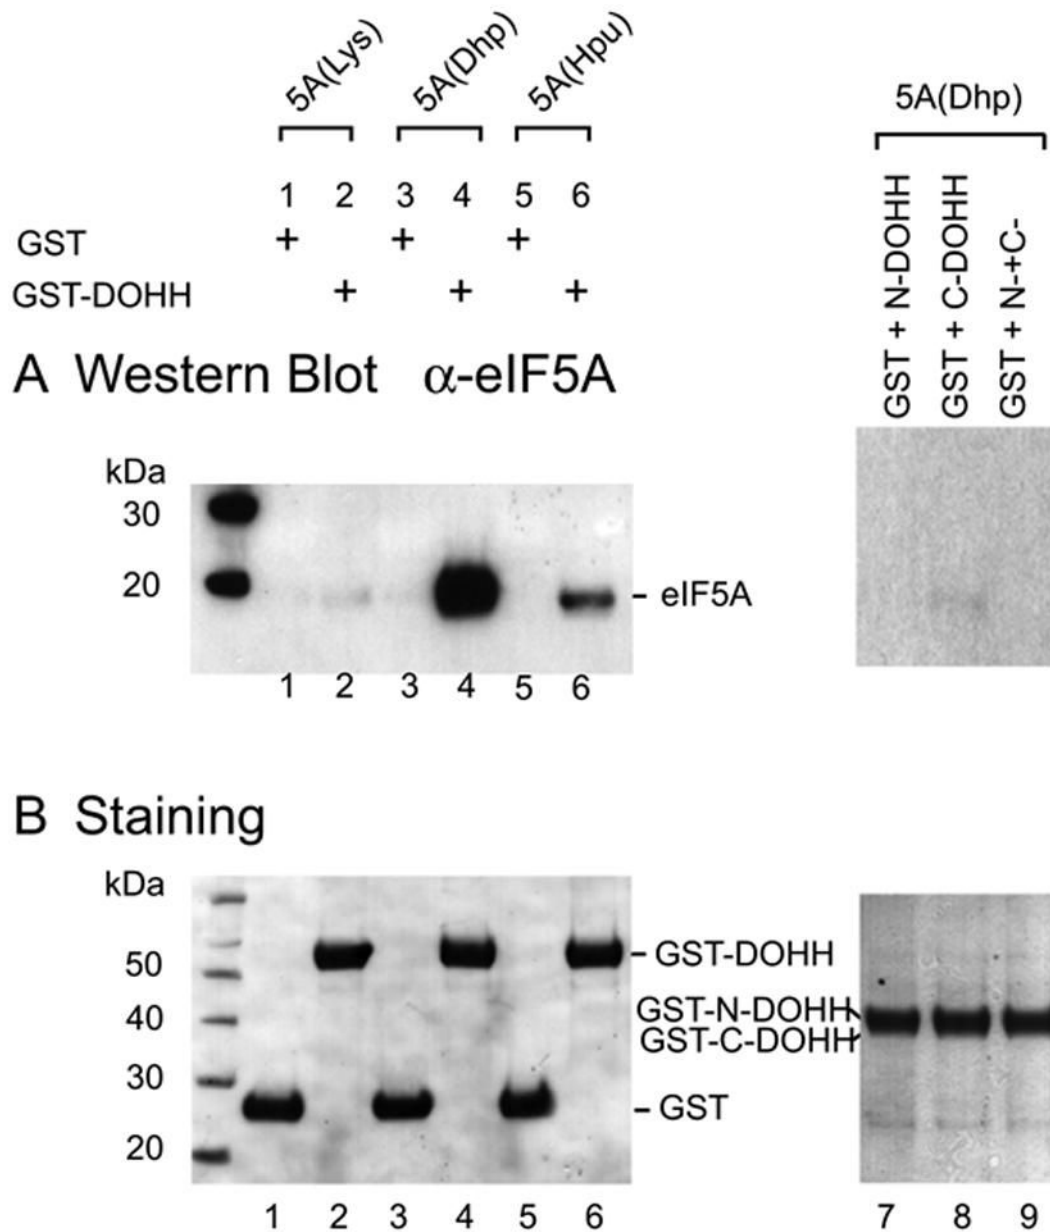 5A(Lys) 5A(Dhp) 5A(Hpu)
5A(Dhp)
1 2 3 4 5 6
GST + + +
GST-DOHH + + +
GST + N-DOHH
GST + C-DOHH
GST + N-+C-
A Western Blot α-eIF5A
kDa
30
20
eIF5A
1 2 3 4 5 6
B Staining
kDa
50
40
30
20
GST-DOHH
GST-N-DOHH
GST-C-DOHH
GST
1 2 3 4 5 6 7 8 9